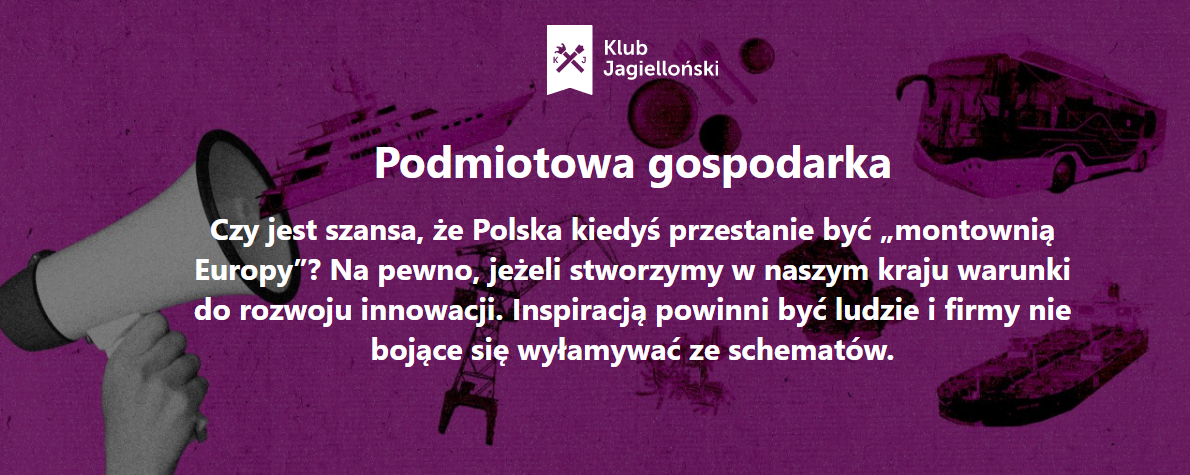 Klub
Jagielloński
K J
Podmiotowa gospodarka
Czy jest szansa, że Polska kiedyś przestanie być „montownią
Europy”? Na pewno, jeżeli stworzymy w naszym kraju warunki
do rozwoju innowacji. Inspiracją powinni być ludzie i firmy nie
bojące się wyłamywać ze schematów.